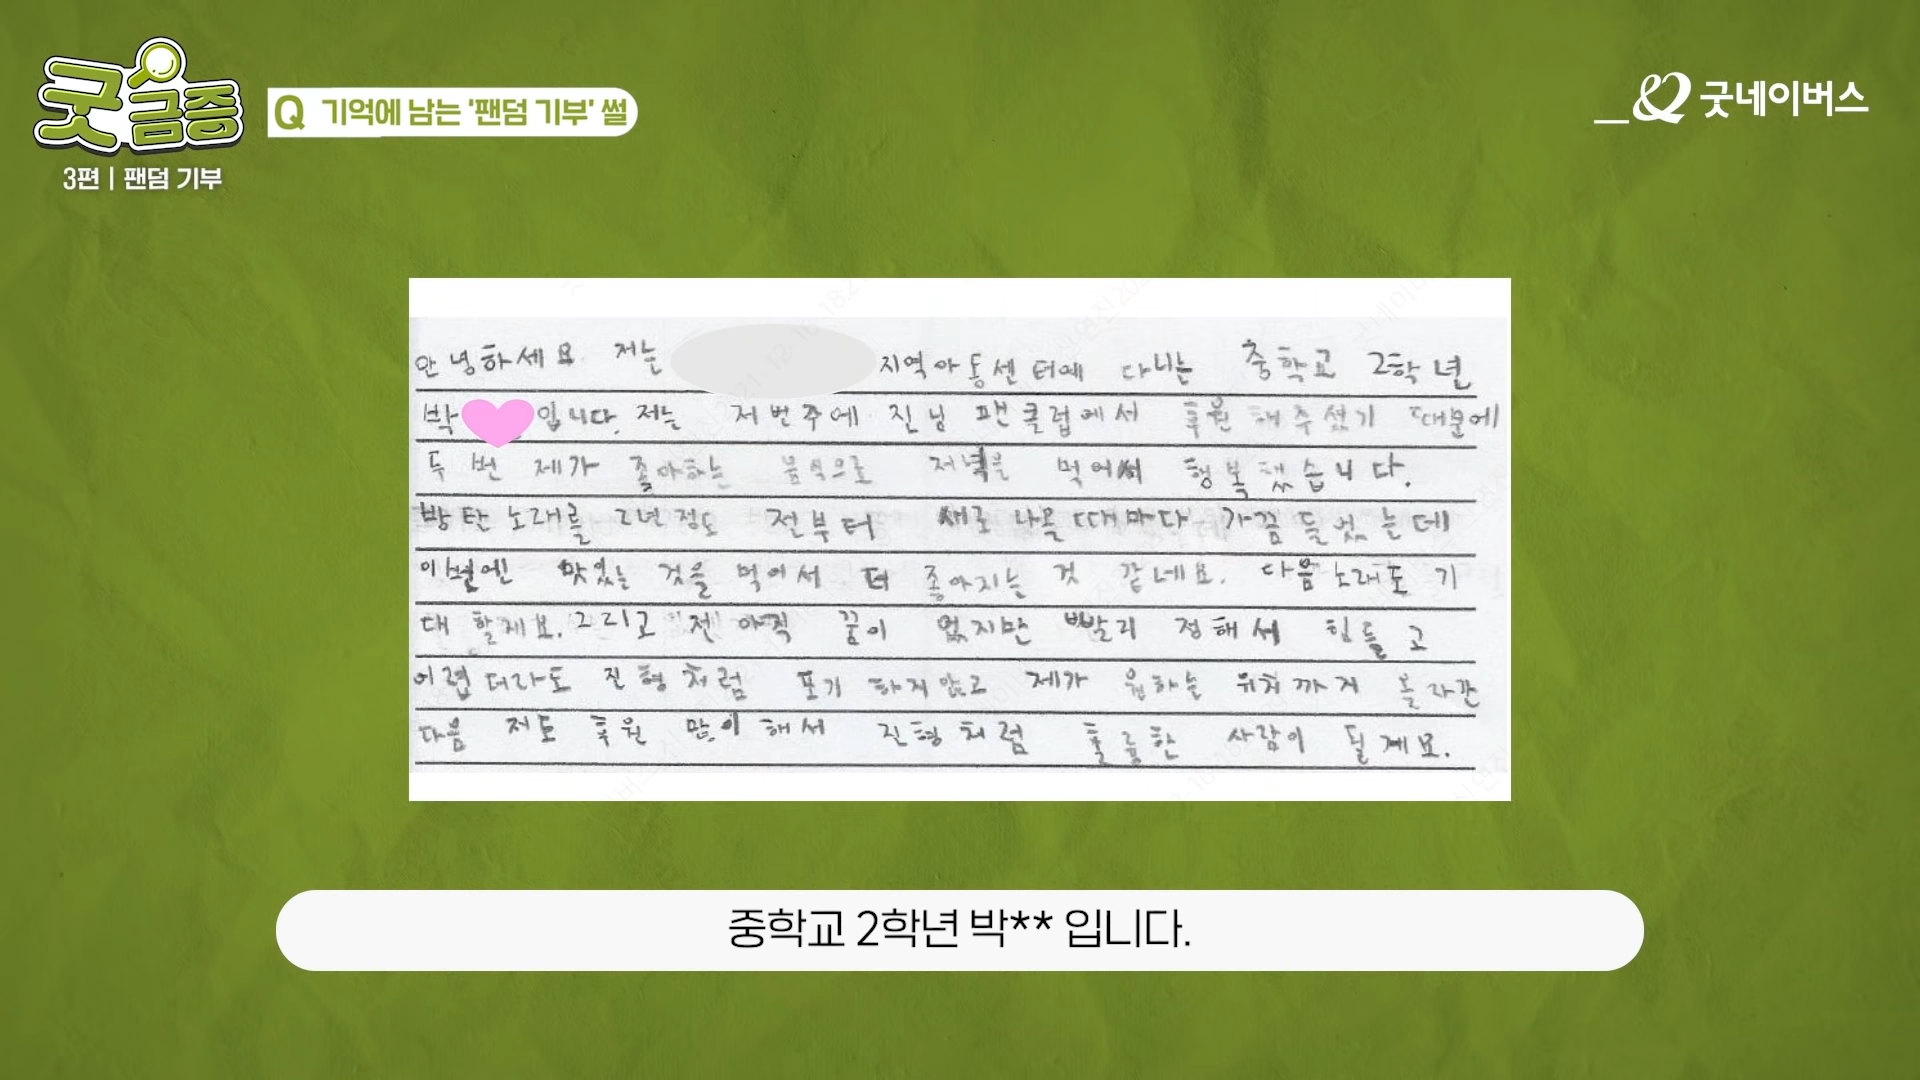 굿금증
3편 | 팬덤 기부
Q 기억에 남는 '팬덤 기부' 썰
굿네이버스
안녕하세요 저는 지역아동센터에 다니는 중학교 2학년
박 입니다. 저는 저번주에 진님 팬클럽에서 후원해주셨기 때문에
두 번 제가 좋아하는 음식으로 저녁을 먹어서 행복했습니다.
방탄노래를 2년정도 전부터 새로 나올때마다 가끔 들었는데
이번엔 맛있는 것을 먹어서 더 좋아지는 것 같네요. 다음노래도 기
대 할게요. 그리고 전 아직 꿈이 없지만 빨리 정해서 힘들고
어렵더라도 진형처럼 포기 하지않고 제가 원하는 위치까지 올라간
다음 저도 후원 많이 해서 진형처럼 훌륭한 사람이 될게요.
중학교 2학년 박** 입니다.